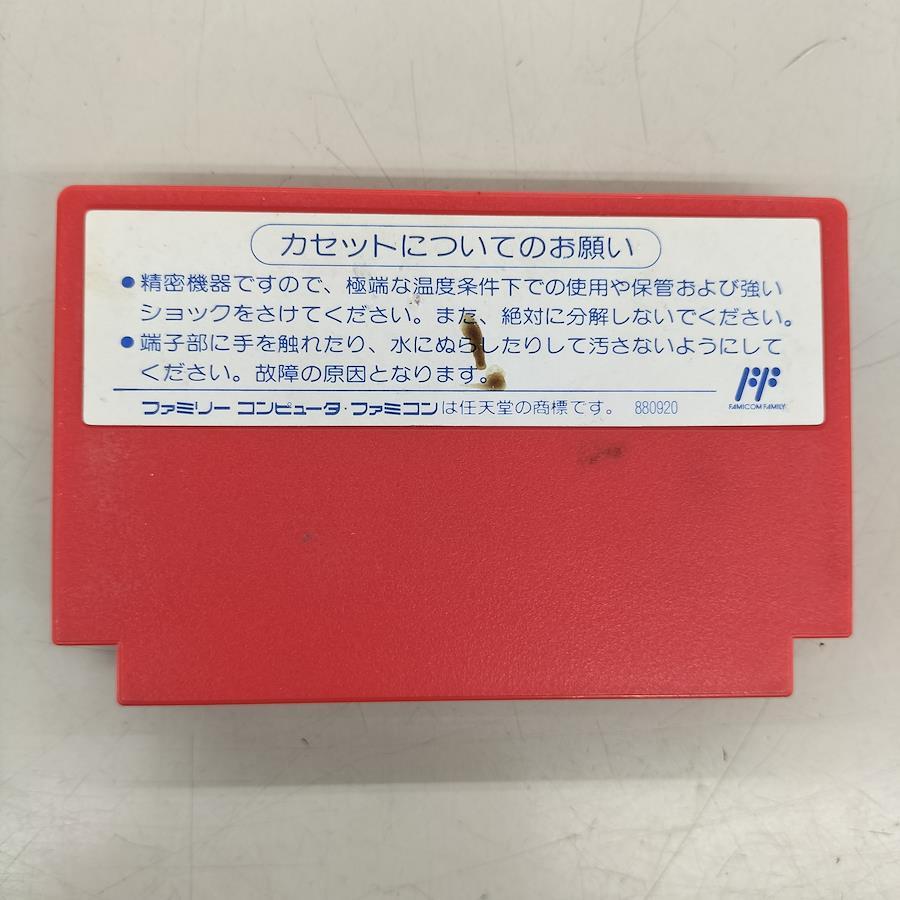 カセットについてのお願い
●精密機器ですので、極端な温度条件下での使用や保管および強い
ショックをさけてください。また、絶対に分解しないでください。
●端子部に手を触れたり、水にぬらしたりして汚さないようにして
ください。故障の原因となります。
ファミリー コンピュータ・ファミコンは任天堂の商標です。 880920
FAMICOM FAMILY